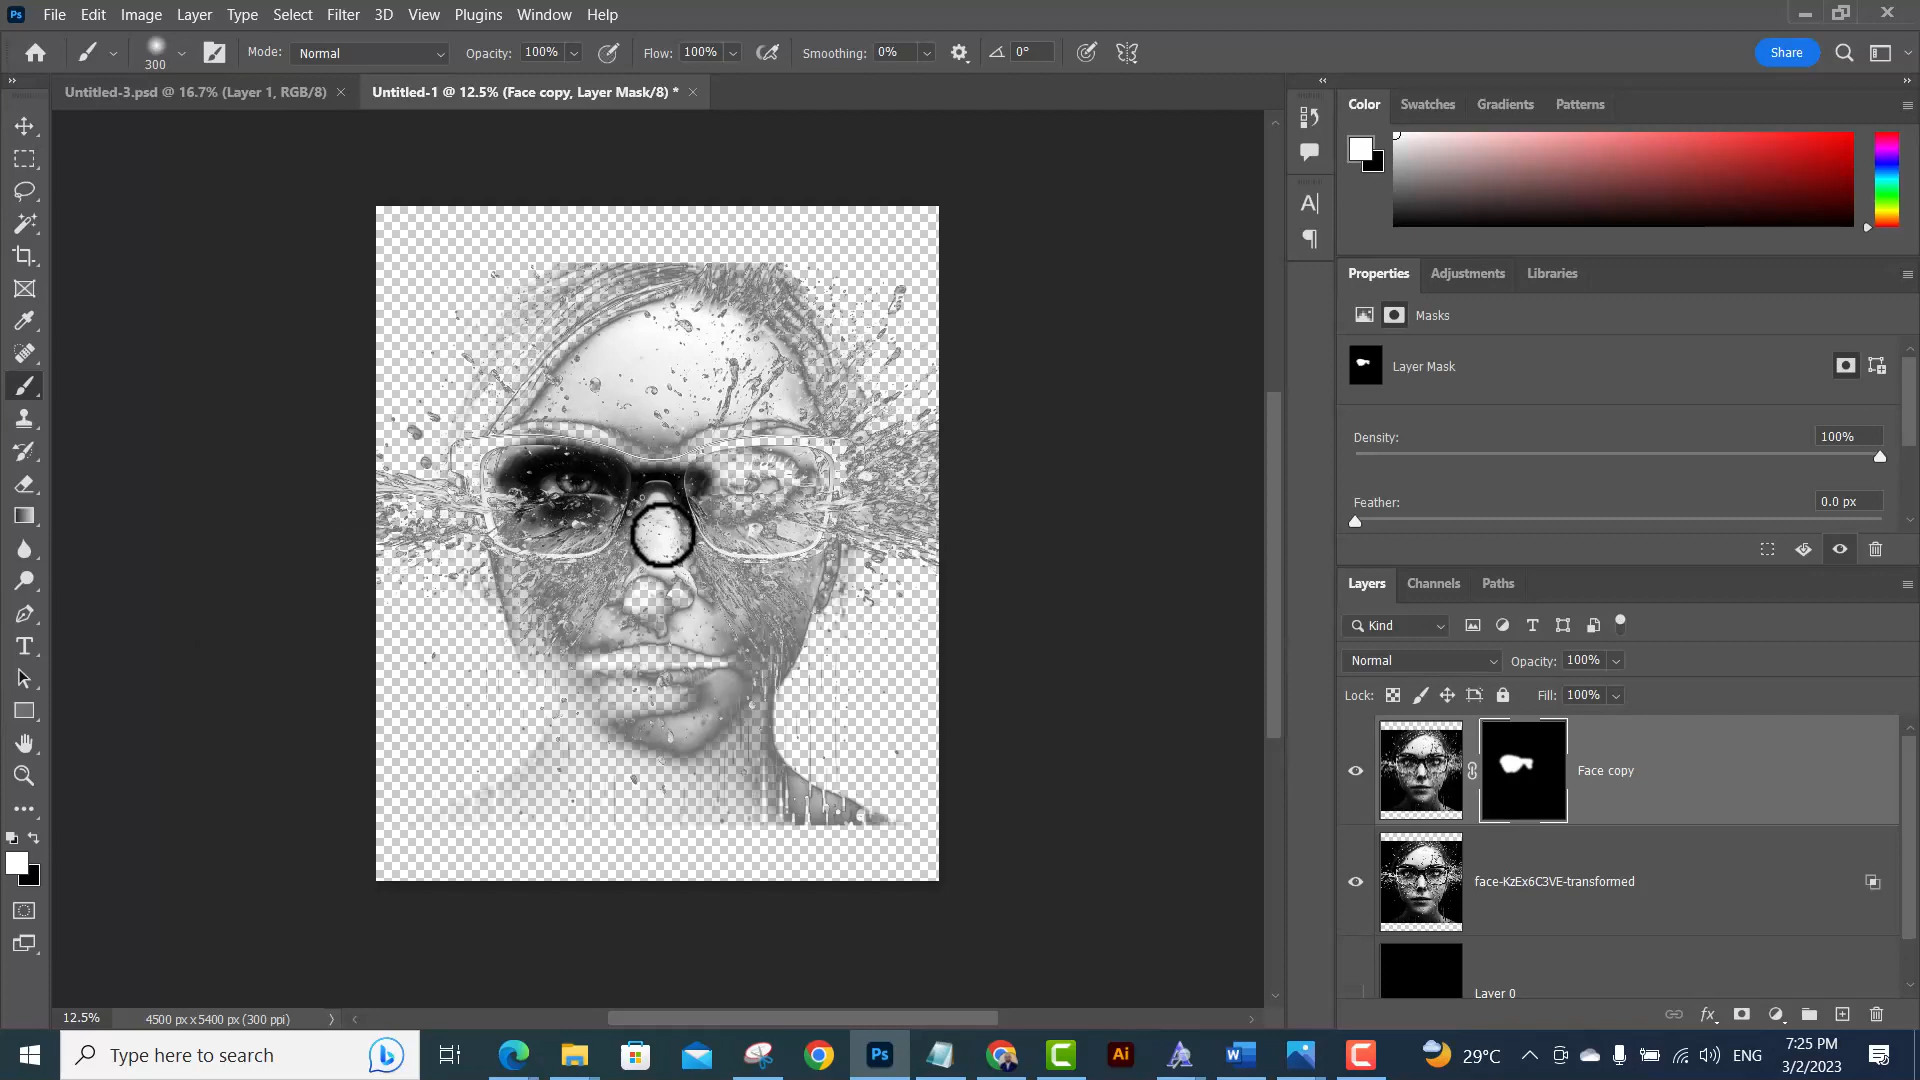 Ps File Edit Image Layer Type Select Filter 3D View Plugins Window Help
300 Mode: Normal Opacity: 100% Flow: 100% Smoothing: 0% 0° Share
Untitled-3.psd @ 16.7% (Layer 1, RGB/8) × Untitled-1 @ 12.5% (Face copy, Layer Mask/8) * ×
Color Swatches Gradients Patterns
Properties Adjustments Libraries
Masks
Layer Mask
Density: 100%
Feather: 0.0 px
Layers Channels Paths
Kind
Normal Opacity: 100%
Lock: Fill: 100%
Face copy
face-KzEx6C3VE-transformed
Layer 0
fx
12.5% 4500 px x 5400 px (300 ppi)
Type here to search
Ps Ai W C
29°C ENG 7:25 PM
3/2/2023